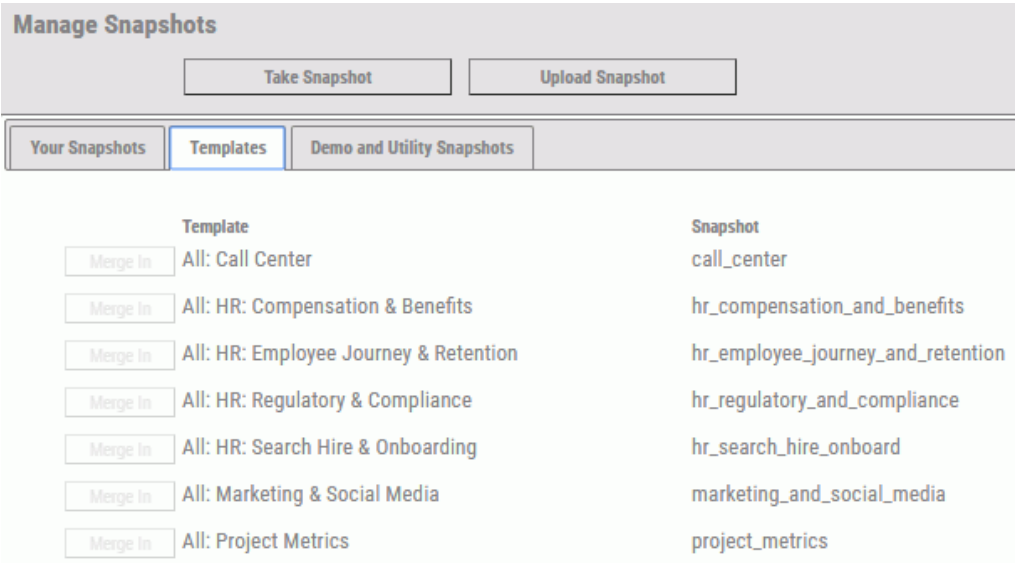 Manage Snapshots
Take Snapshot Upload Snapshot
Your Snapshots Templates Demo and Utility Snapshots
Template Snapshot
Merge In All: Call Center call_center
Merge In All: HR: Compensation & Benefits hr_compensation_and_benefits
Merge In All: HR: Employee Journey & Retention hr_employee_journey_and_retention
Merge In All: HR: Regulatory & Compliance hr_regulatory_and_compliance
Merge In All: HR: Search Hire & Onboarding hr_search_hire_onboard
Merge In All: Marketing & Social Media marketing_and_social_media
Merge In All: Project Metrics project_metrics